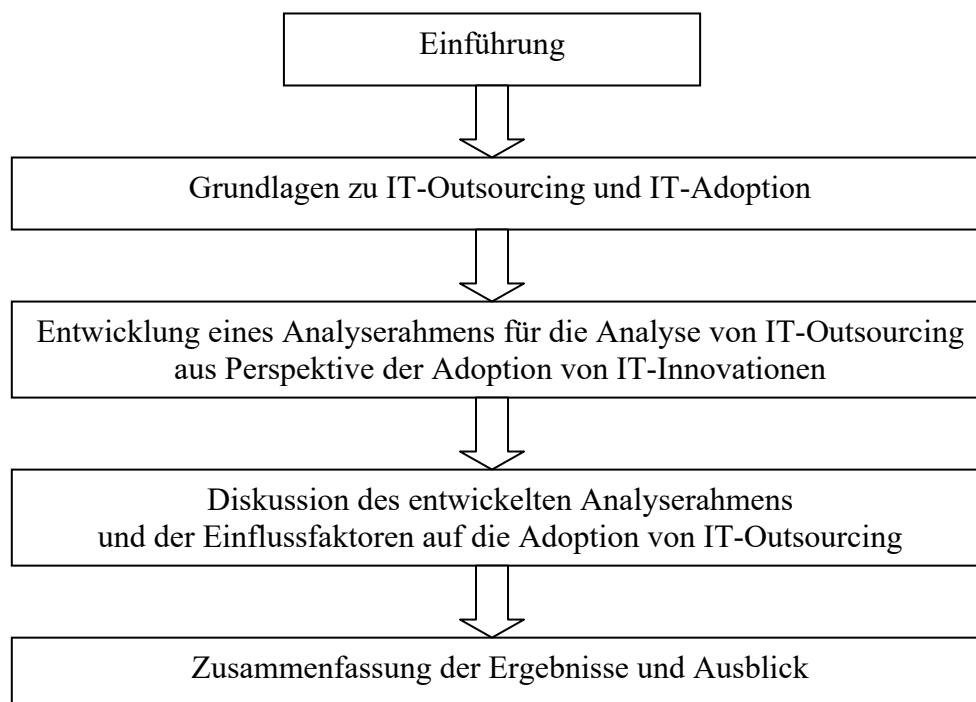 Einführung
Grundlagen zu IT-Outsourcing und IT-Adoption
Entwicklung eines Analyserahmens für die Analyse von IT-Outsourcing
aus Perspektive der Adoption von IT-Innovationen
Diskussion des entwickelten Analyserahmens
und der Einflussfaktoren auf die Adoption von IT-Outsourcing
Zusammenfassung der Ergebnisse und Ausblick